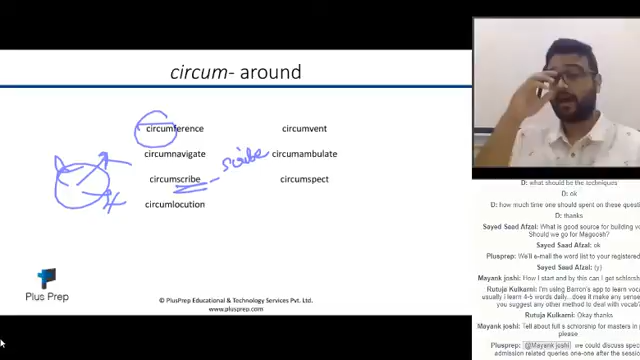 circum- around
circumference
circumvent
circumnavigate
circumambulate
circumscribe
scribe
circumspect
circumlocution
Plus Prep
© PlusPrep Educational & Technology Services Pvt. Ltd.
www.plusprep.com
D: what should be the techniques
D: ok
D: how much time one should spent on these quest
D: thanks
Sayed Saad Afzal: What is good source for building vo
Should we go for Magoosh?
Sayed Saad Afzal: ok
Plusprep: We'll e-mail the word list to your registered
Sayed Saad Afzal: (y)
Mayank joshi: How I start and by this can I get schlorsh
Rutuja Kulkarni: I'm using Barron's app to learn voca
usually i learn 4-5 words daily...does it make any sense
you suggest any other method to deal with vocab?
Rutuja Kulkarni: Okay thanks
Mayank joshi: Tell about full s schlorship for masters in
please
Plusprep: @Mayank joshi we could discuss speci
admission related queries one-one after the session